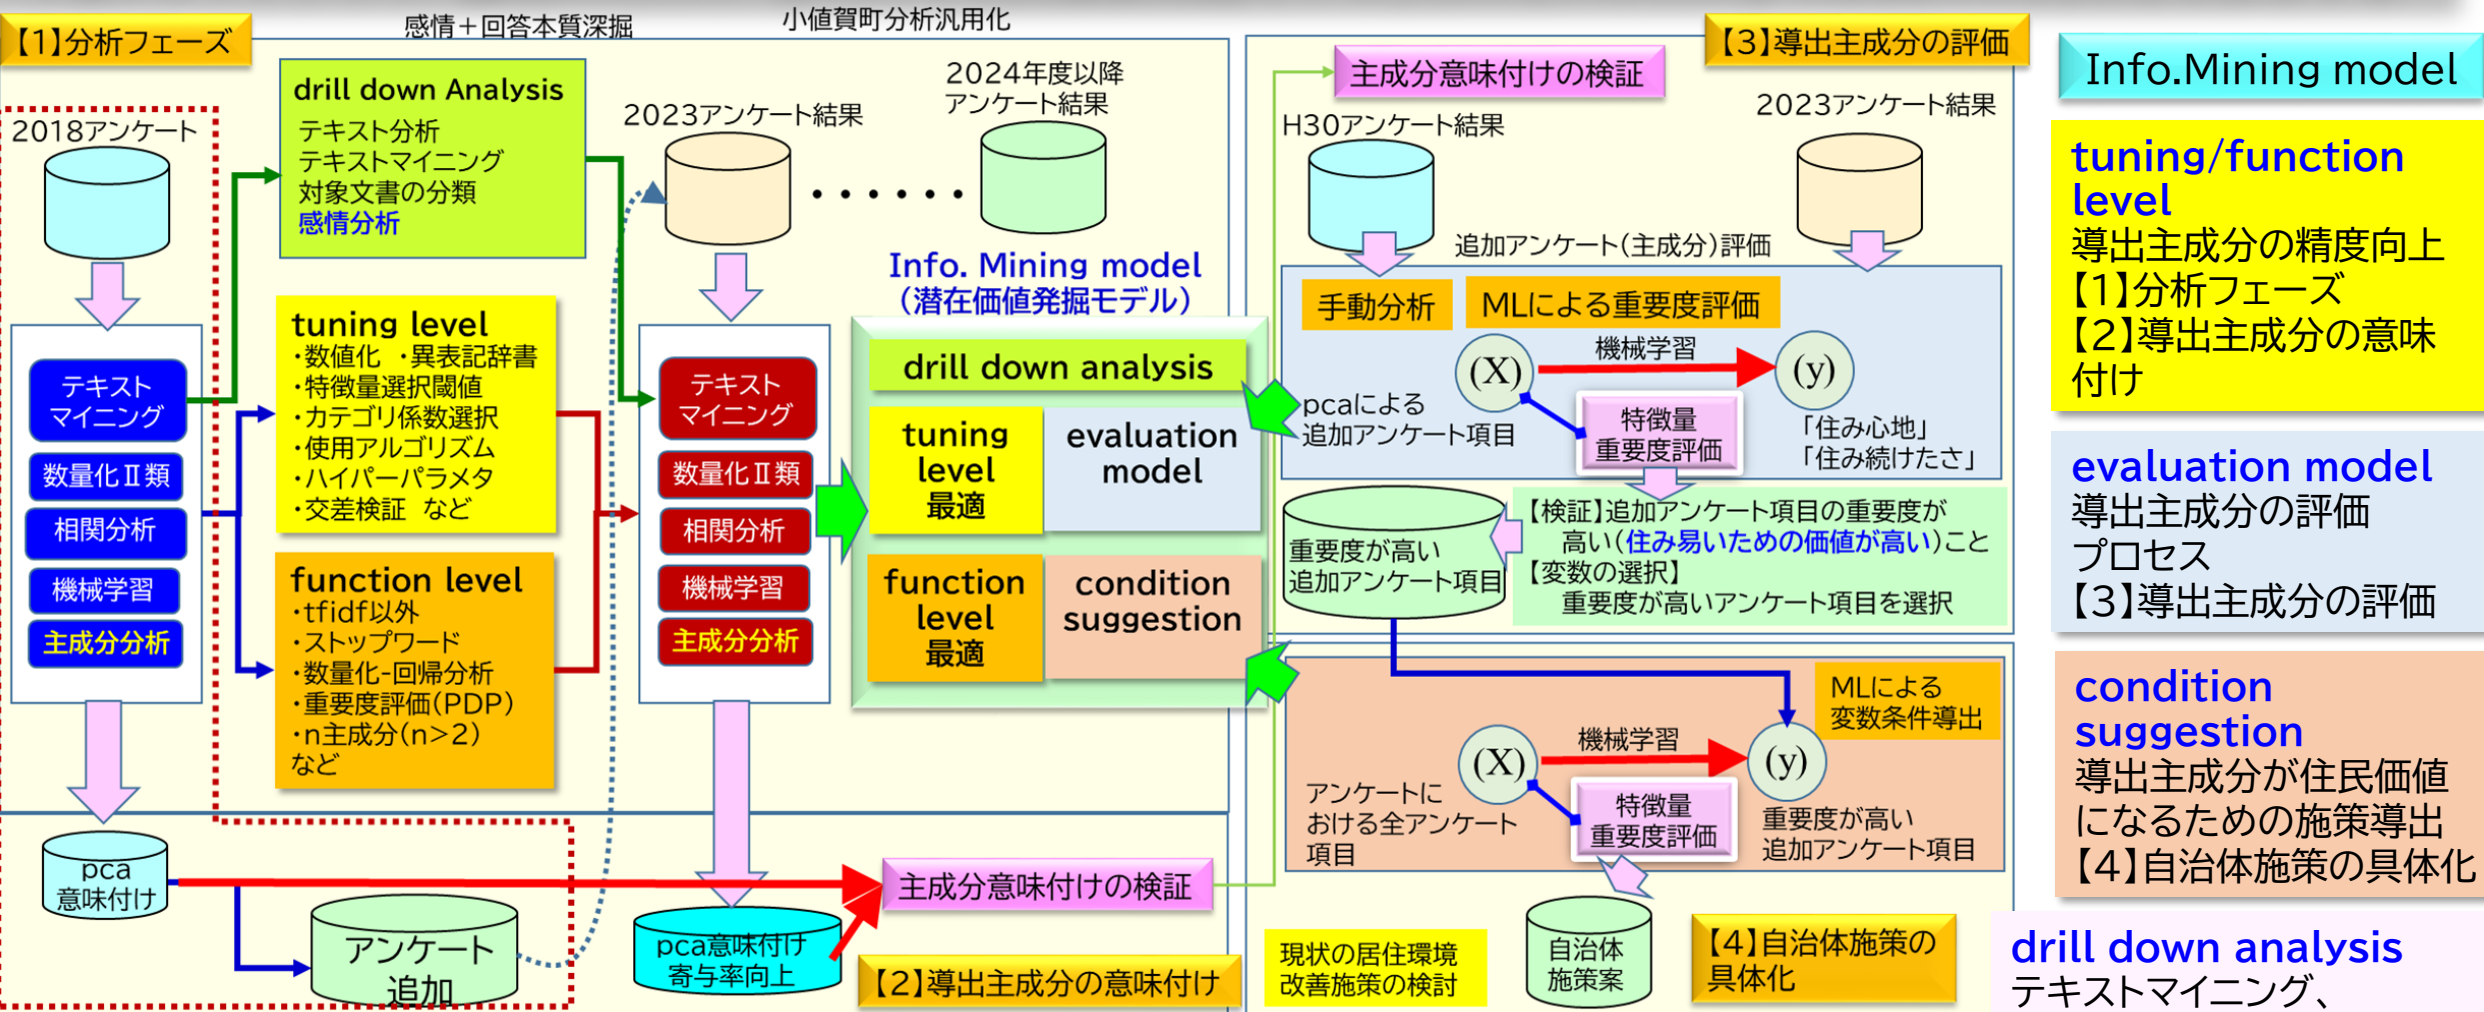 感情＋回答本質深掘
小値賀町分析汎用化
【1】分析フェーズ
2018アンケート
drill down Analysis
テキスト分析
テキストマイニング
対象文書の分類
感情分析
2023アンケート結果
2024年度以降
アンケート結果
・・・・・・
tuning level
・数値化 ・異表記辞書
・特徴量選択閾値
・カテゴリ係数選択
・使用アルゴリズム
・ハイパーパラメタ
・交差検証 など
function level
・tfidf以外
・ストップワード
・数量化-回帰分析
・重要度評価(PDP)
・n主成分(n>2)
など
テキスト
マイニング
数量化Ⅱ類
相関分析
機械学習
主成分分析
テキスト
マイニング
数量化Ⅱ類
相関分析
機械学習
主成分分析
Info. Mining model
（潜在価値発掘モデル）
drill down analysis
tuning
level
最適
evaluation
model
function
level
最適
condition
suggestion
pca
意味付け
アンケート
追加
pca意味付け
寄与率向上
主成分意味付けの検証
【2】導出主成分の意味付け
【3】導出主成分の評価
主成分意味付けの検証
H30アンケート結果
2023アンケート結果
追加アンケート（主成分）評価
手動分析
MLによる重要度評価
(X)
機械学習
(y)
pcaによる
追加アンケート項目
特徴量
重要度評価
「住み心地」
「住み続けたさ」
重要度が高い
追加アンケート項目
【検証】追加アンケート項目の重要度が
高い（住み易いための価値が高い）こと
【変数の選択】
重要度が高いアンケート項目を選択
MLによる
変数条件導出
(X)
機械学習
(y)
アンケートに
おける全アンケート
項目
特徴量
重要度評価
重要度が高い
追加アンケート項目
現状の居住環境
改善施策の検討
自治体
施策案
【4】自治体施策の
具体化
Info.Mining model
tuning/function
level
導出主成分の精度向上
【1】分析フェーズ
【2】導出主成分の意味
付け
evaluation model
導出主成分の評価
プロセス
【3】導出主成分の評価
condition
suggestion
導出主成分が住民価値
になるための施策導出
【4】自治体施策の具体化
drill down analysis
テキストマイニング、